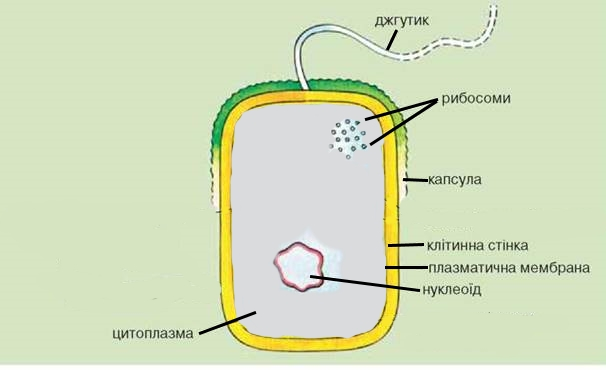 джгутик
рибосоми
капсула
клітинна стінка
плазматична мембрана
нуклеоїд
цитоплазма